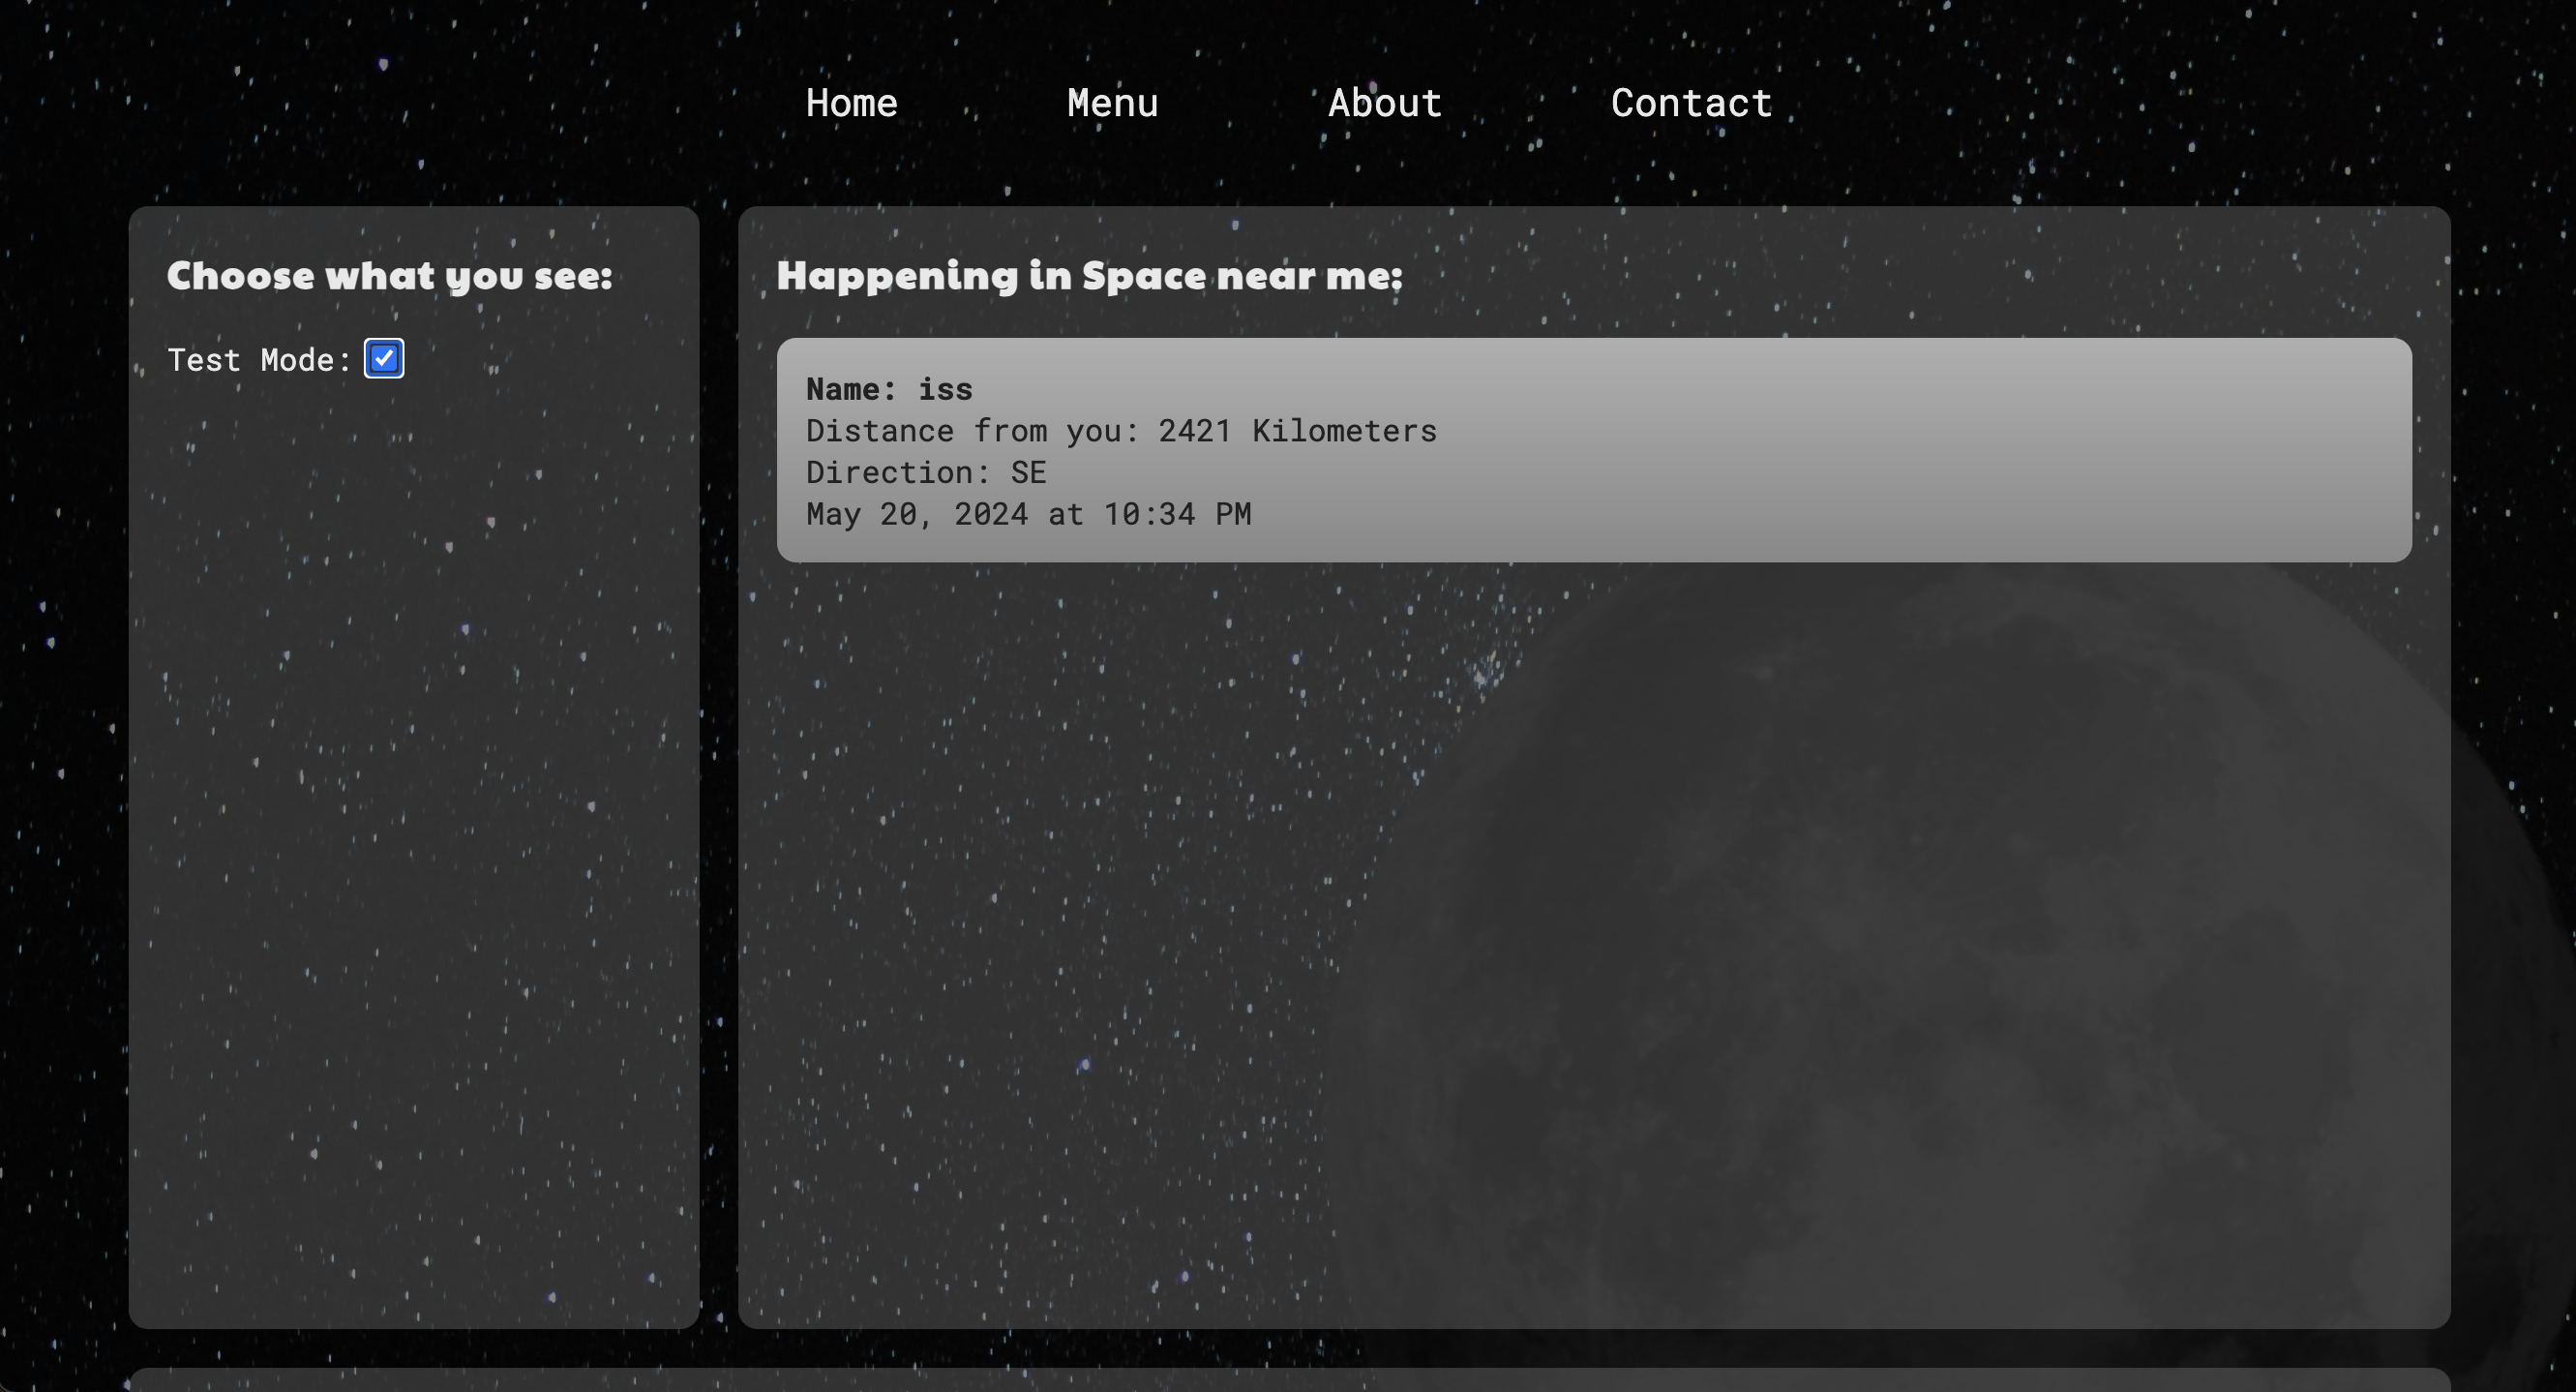 Home Menu About Contact
Choose what you see:
Test Mode:
Happening in Space near me:
Name: iss
Distance from you: 2421 Kilometers
Direction: SE
May 20, 2024 at 10:34 PM